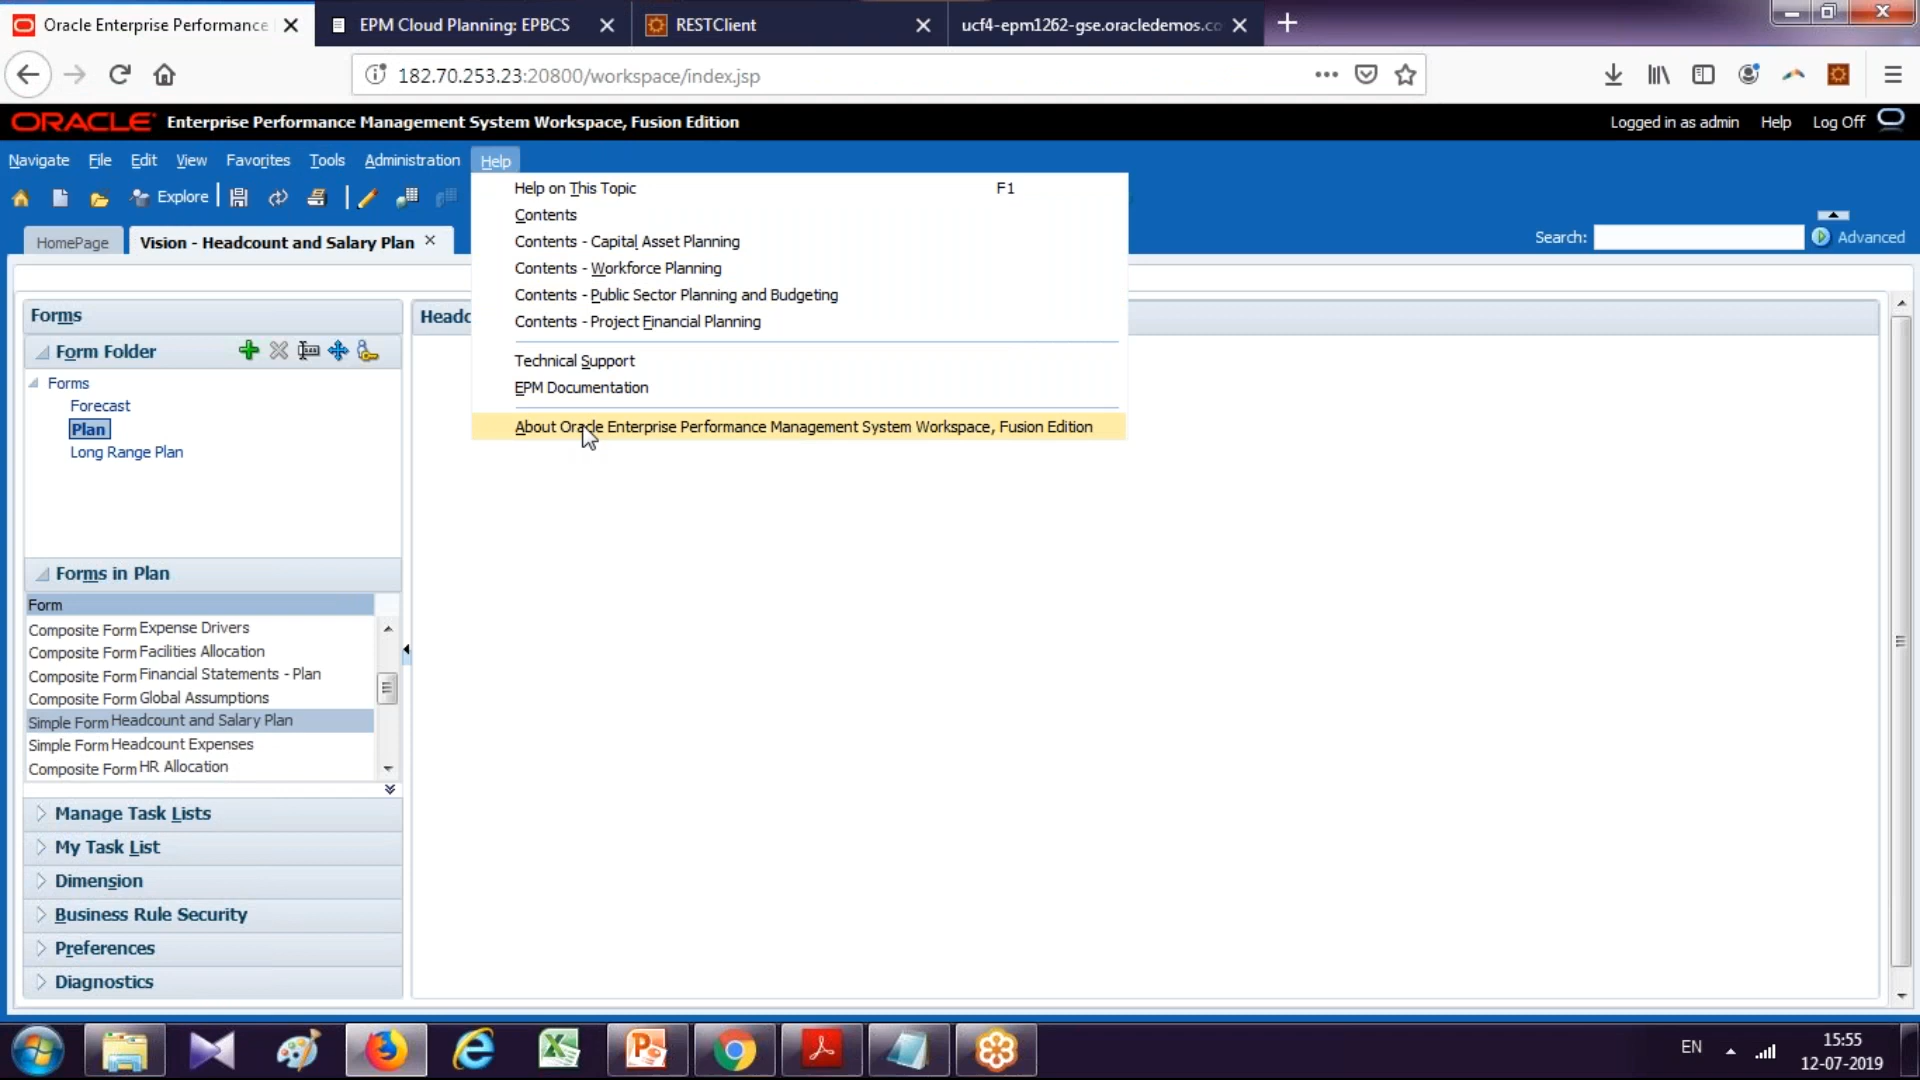 Oracle Enterprise Performance
EPM Cloud Planning: EPBCS
RESTClient
ucf4-epm1262-gse.oracledemos.co
182.70.253.23:20800/workspace/index.jsp
ORACLE Enterprise Performance Management System Workspace, Fusion Edition
Logged in as admin Help Log Off
Navigate File Edit View Favorites Tools Administration Help
Explore
Help on This Topic F1
Contents
Contents - Capital Asset Planning
Contents - Workforce Planning
Contents - Public Sector Planning and Budgeting
Contents - Project Financial Planning
Technical Support
EPM Documentation
About Oracle Enterprise Performance Management System Workspace, Fusion Edition
HomePage
Vision - Headcount and Salary Plan
Search:
Advanced
Forms
Headc
Form Folder
Forms
Forecast
Plan
Long Range Plan
Forms in Plan
Form
Composite Form Expense Drivers
Composite Form Facilities Allocation
Composite Form Financial Statements - Plan
Composite Form Global Assumptions
Simple Form Headcount and Salary Plan
Simple Form Headcount Expenses
Composite Form HR Allocation
Manage Task Lists
My Task List
Dimension
Business Rule Security
Preferences
Diagnostics
EN
15:55
12-07-2019